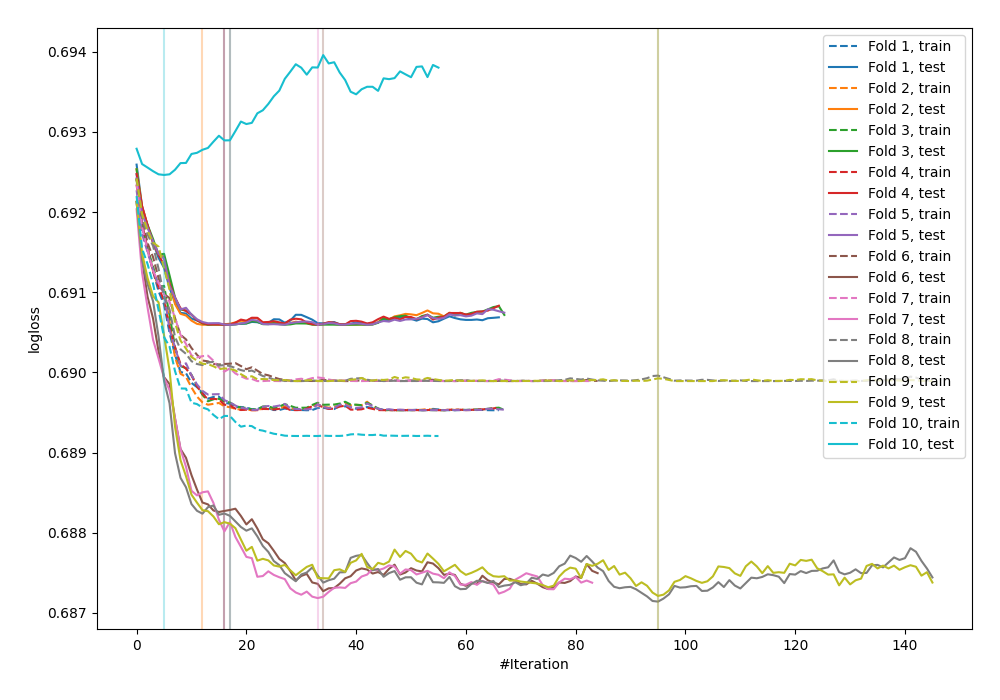 0.694
0.693
0.692
0.691
0.690
0.689
0.688
0.687
logloss
0
20
40
60
80
100
120
140
#Iteration
Fold 1, train
Fold 1, test
Fold 2, train
Fold 2, test
Fold 3, train
Fold 3, test
Fold 4, train
Fold 4, test
Fold 5, train
Fold 5, test
Fold 6, train
Fold 6, test
Fold 7, train
Fold 7, test
Fold 8, train
Fold 8, test
Fold 9, train
Fold 9, test
Fold 10, train
Fold 10, test